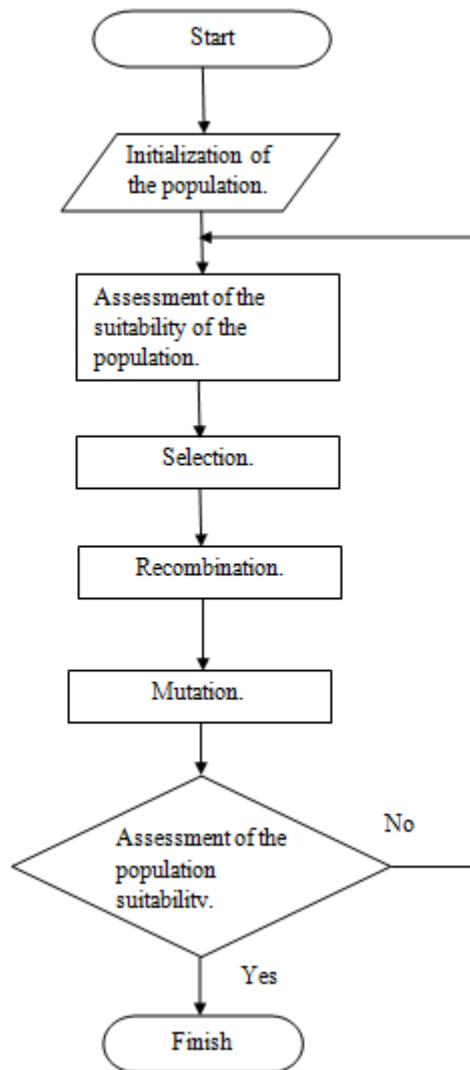 Start
Initialization of
the population.
Assessment of the
suitability of the
population.
Selection.
Recombination.
Mutation.
Assessment of the
population
suitability.
No
Yes
Finish